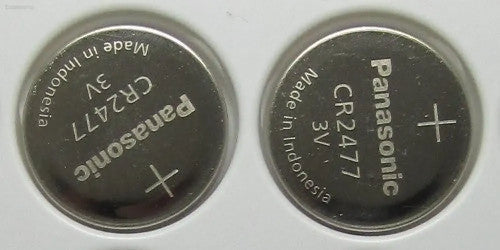 Panasonic
CR2477
3V
Made in Indonesia
+
Panasonic
CR2477
3V
Made in Indonesia
+